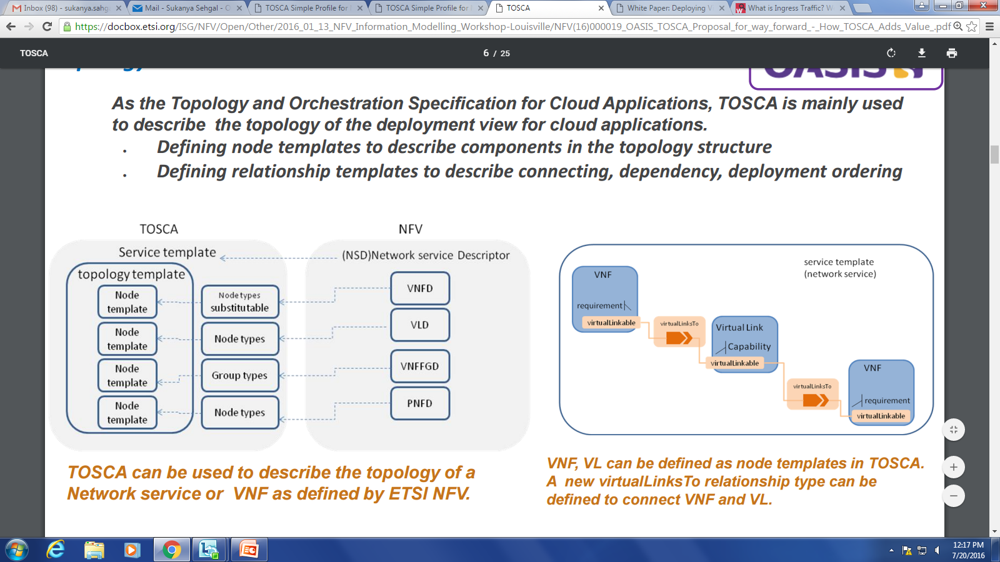 Inbox (98) - sukanya.sahg
Mail - Sukanya Sehgal - O
TOSCA Simple Profile for
TOSCA Simple Profile for
TOSCA
White Paper: Deploying V
What is Ingress Traffic? W
https://docbox.etsi.org/ISG/NFV/Open/Other/2016_01_13_NFV_Information_Modelling_Workshop-Louisville/NFV(16)000019_OASIS_TOSCA_Proposal_for_way_forward_-_How_TOSCA_Adds_Value_.pdf
TOSCA
6 / 25
OASIS
As the Topology and Orchestration Specification for Cloud Applications, TOSCA is mainly used
to describe the topology of the deployment view for cloud applications.
. Defining node templates to describe components in the topology structure
. Defining relationship templates to describe connecting, dependency, deployment ordering
TOSCA
NFV
Service template
(NSD)Network service Descriptor
topology template
Node
template
Node types
substitutable
VNFD
Node
template
Node types
VLD
Node
template
Group types
VNFFGD
Node
template
Node types
PNFD
service template
(network service)
VNF
requirement
virtualLinkable
virtualLinksTo
Virtual Link
Capability
virtualLinkable
virtualLinksTo
VNF
requirement
virtualLinkable
TOSCA can be used to describe the topology of a
Network service or VNF as defined by ETSI NFV.
VNF, VL can be defined as node templates in TOSCA.
A new virtualLinksTo relationship type can be
defined to connect VNF and VL.
12:17 PM
7/20/2016